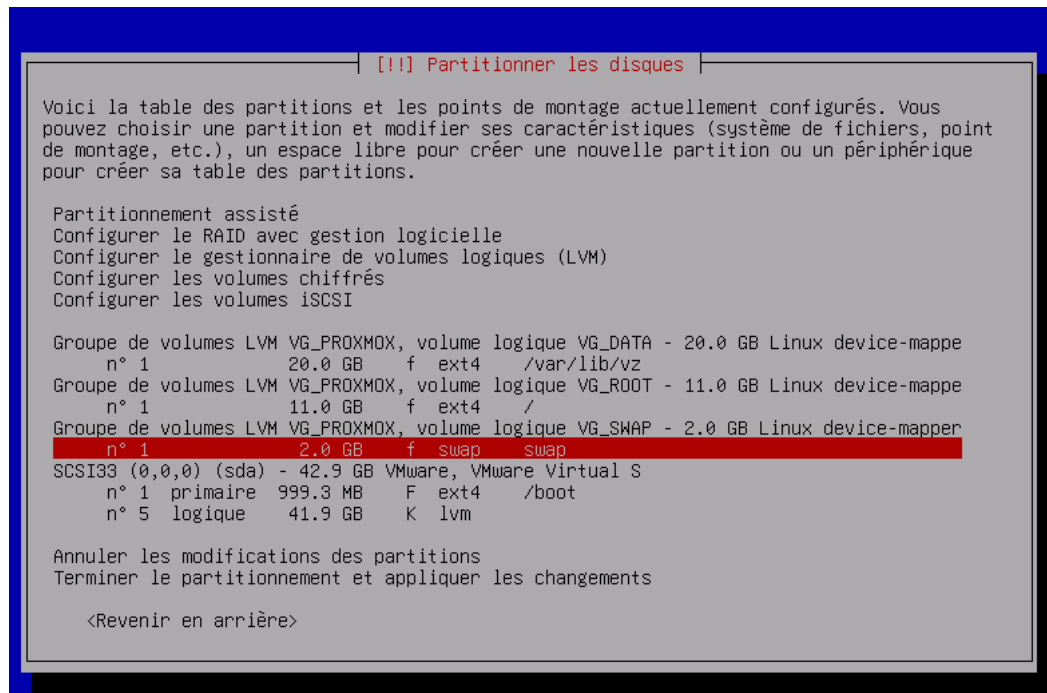 [!!] Partitionner les disques
Voici la table des partitions et les points de montage actuellement configurés. Vous
pouvez choisir une partition et modifier ses caractéristiques (système de fichiers, point
de montage, etc.), un espace libre pour créer une nouvelle partition ou un périphérique
pour créer sa table des partitions.
Partitionnement assisté
Configurer le RAID avec gestion logicielle
Configurer le gestionnaire de volumes logiques (LVM)
Configurer les volumes chiffrés
Configurer les volumes iSCSI
Groupe de volumes LVM VG_PROXMOX, volume logique VG_DATA - 20.0 GB Linux device-mappe
n° 1 20.0 GB f ext4 /var/lib/vz
Groupe de volumes LVM VG_PROXMOX, volume logique VG_ROOT - 11.0 GB Linux device-mappe
n° 1 11.0 GB f ext4 /
Groupe de volumes LVM VG_PROXMOX, volume logique VG_SWAP - 2.0 GB Linux device-mapper
n° 1 2.0 GB f swap swap
SCSI33 (0,0,0) (sda) - 42.9 GB VMware, VMware Virtual S
n° 1 primaire 999.3 MB F ext4 /boot
n° 5 logique 41.9 GB K lvm
Annuler les modifications des partitions
Terminer le partitionnement et appliquer les changements
<Revenir en arrière>